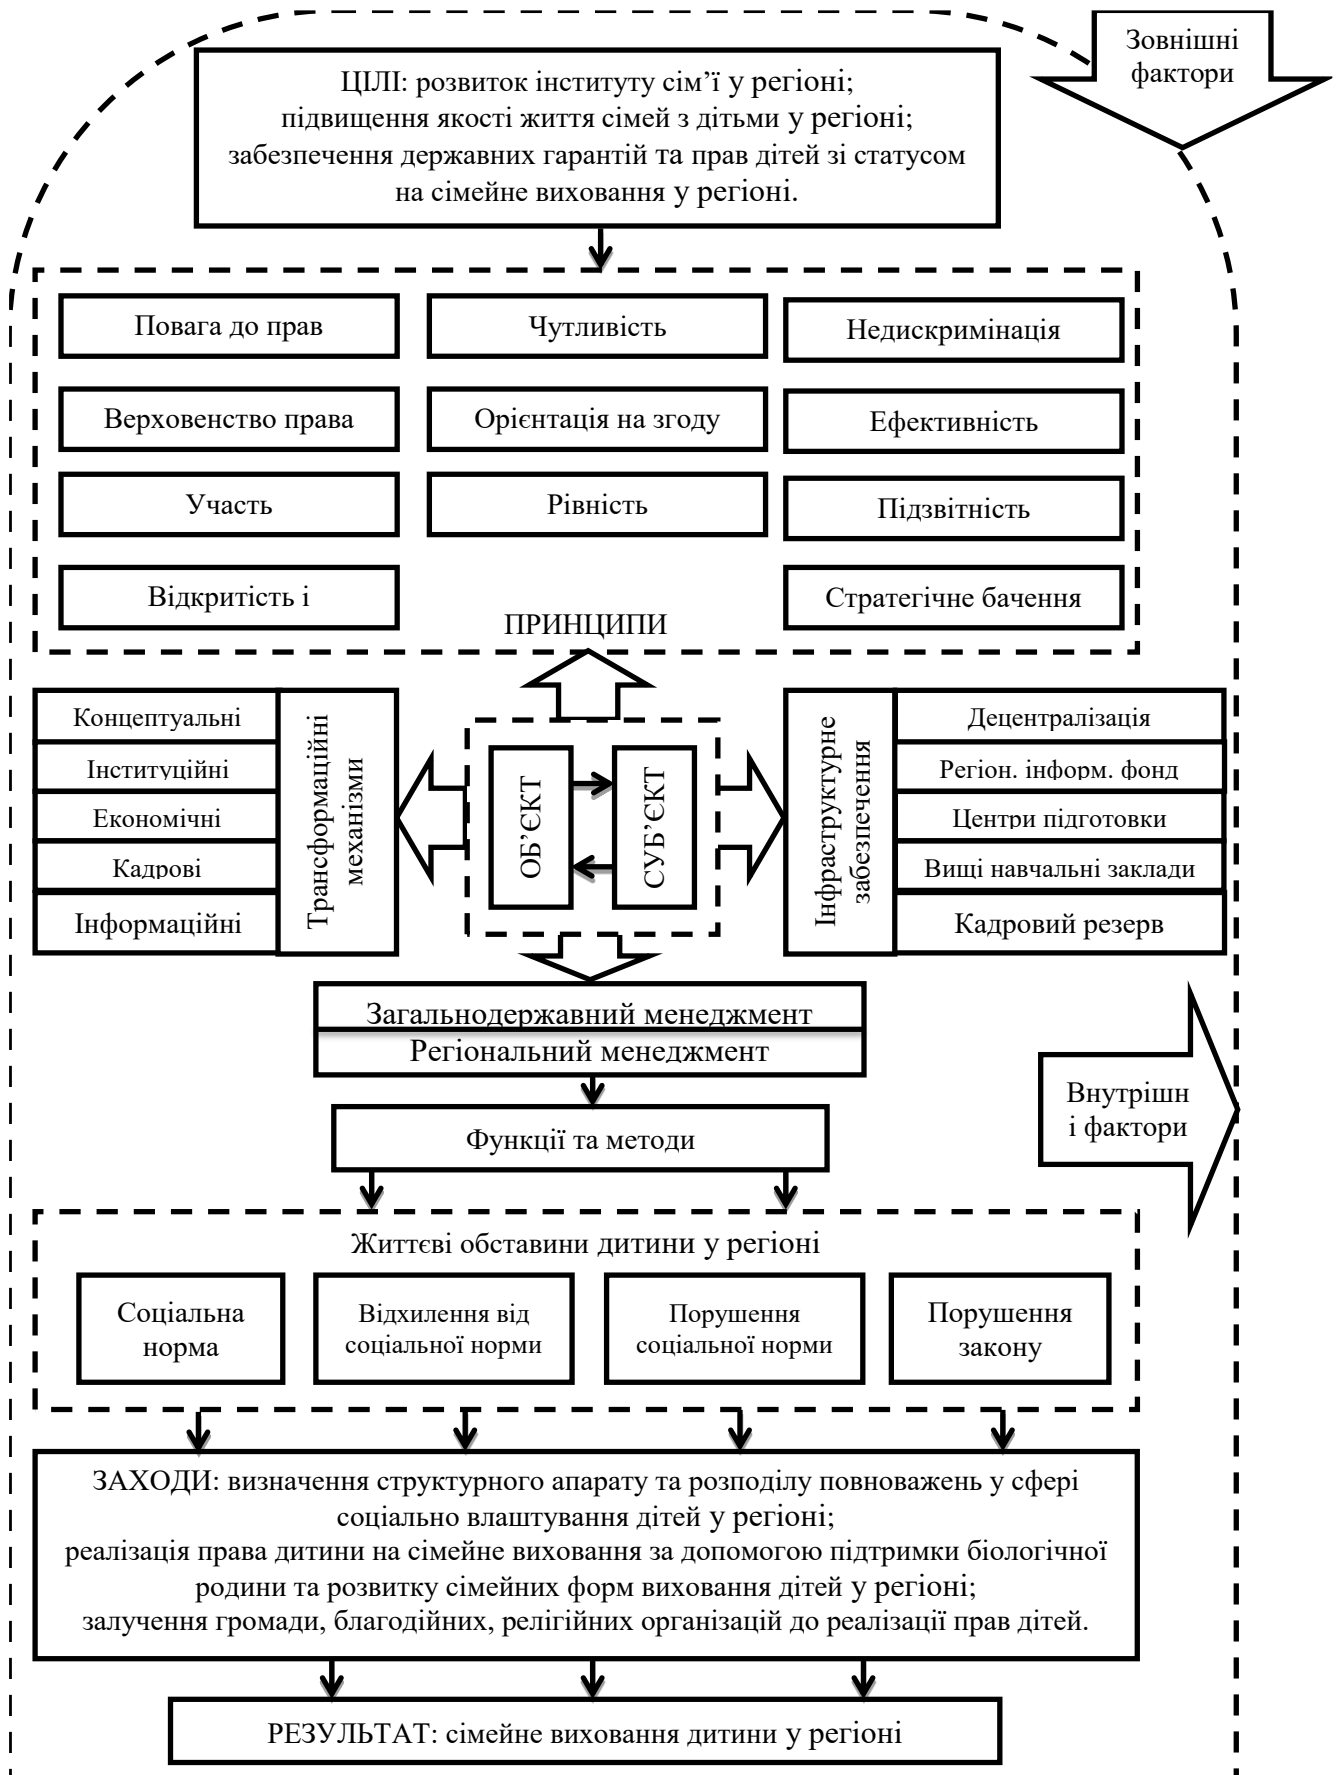 Зовнішні
фактори
ЦІЛІ: розвиток інституту сім’ї у регіоні;
підвищення якості життя сімей з дітьми у регіоні;
забезпечення державних гарантій та прав дітей зі статусом
на сімейне виховання у регіоні.
Повага до прав
Чутливість
Недискримінація
Верховенство права
Орієнтація на згоду
Ефективність
Участь
Рівність
Підзвітність
Відкритість і
Стратегічне бачення
ПРИНЦИПИ
Концептуальні
Інституційні
Економічні
Кадрові
Інформаційні
Трансформаційні
механізми
ОБ’ЄКТ
СУБ’ЄКТ
Інфраструктурне
забезпечення
Децентралізація
Регіон. інформ. фонд
Центри підготовки
Вищі навчальні заклади
Кадровий резерв
Загальнодержавний менеджмент
Регіональний менеджмент
Внутрішн
і фактори
Функції та методи
Життєві обставини дитини у регіоні
Соціальна
норма
Відхилення від
соціальної норми
Порушення
соціальної норми
Порушення
закону
ЗАХОДИ: визначення структурного апарату та розподілу повноважень у сфері
соціально влаштування дітей у регіоні;
реалізація права дитини на сімейне виховання за допомогою підтримки біологічної
родини та розвитку сімейних форм виховання дітей у регіоні;
залучення громади, благодійних, релігійних організацій до реалізації прав дітей.
РЕЗУЛЬТАТ: сімейне виховання дитини у регіоні